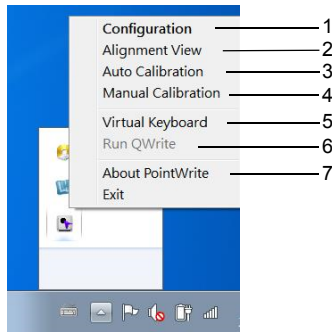 Configuration 1
Alignment View 2
Auto Calibration 3
Manual Calibration 4
Virtual Keyboard 5
Run QWrite 6
About PointWrite 7
Exit